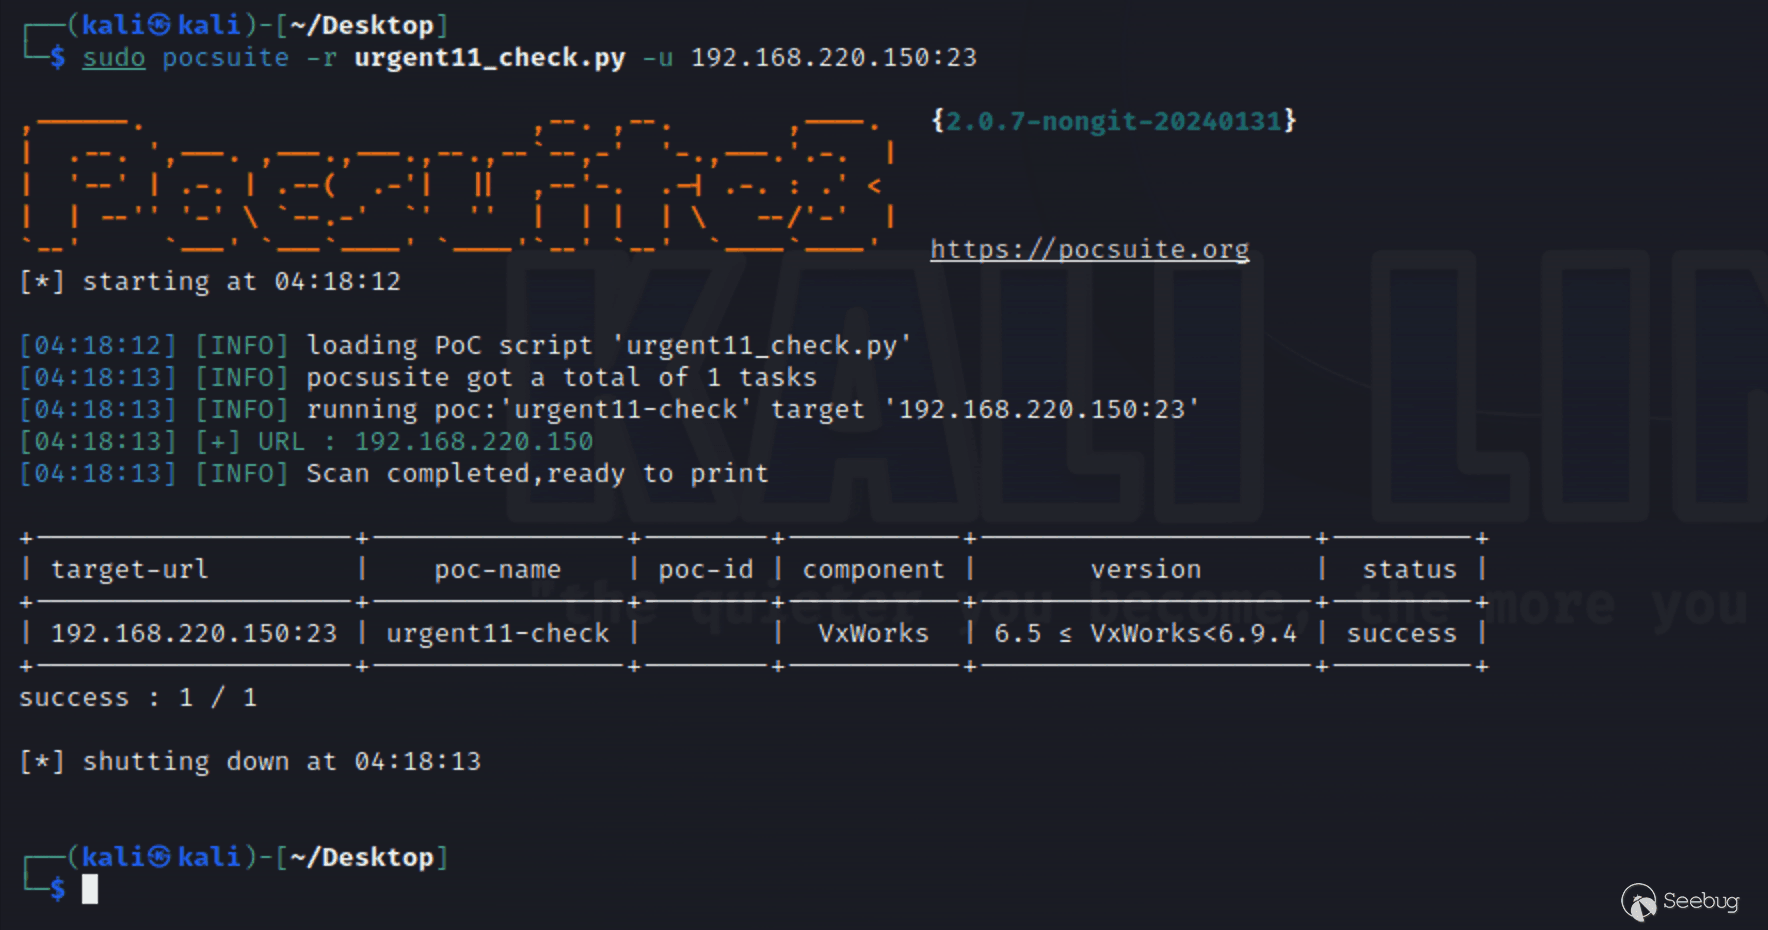 ┌──(kali㉿kali)-[~/Desktop]
└─$ sudo pocsuite -r urgent11_check.py -u 192.168.220.150:23
Pocsuite3 {2.0.7-nongit-20240131}
https://pocsuite.org
[*] starting at 04:18:12
[04:18:12] [INFO] loading PoC script 'urgent11_check.py'
[04:18:13] [INFO] pocsusite got a total of 1 tasks
[04:18:13] [INFO] running poc:'urgent11-check' target '192.168.220.150:23'
[04:18:13] [+] URL : 192.168.220.150
[04:18:13] [INFO] Scan completed,ready to print
| target-url | poc-name | poc-id | component | version | status |
| 192.168.220.150:23 | urgent11-check | | VxWorks | 6.5 ≤ VxWorks<6.9.4 | success |
success : 1 / 1
[*] shutting down at 04:18:13
┌──(kali㉿kali)-[~/Desktop]
└─$
KALI LIN
"the quieter you become, the more you
Seebug